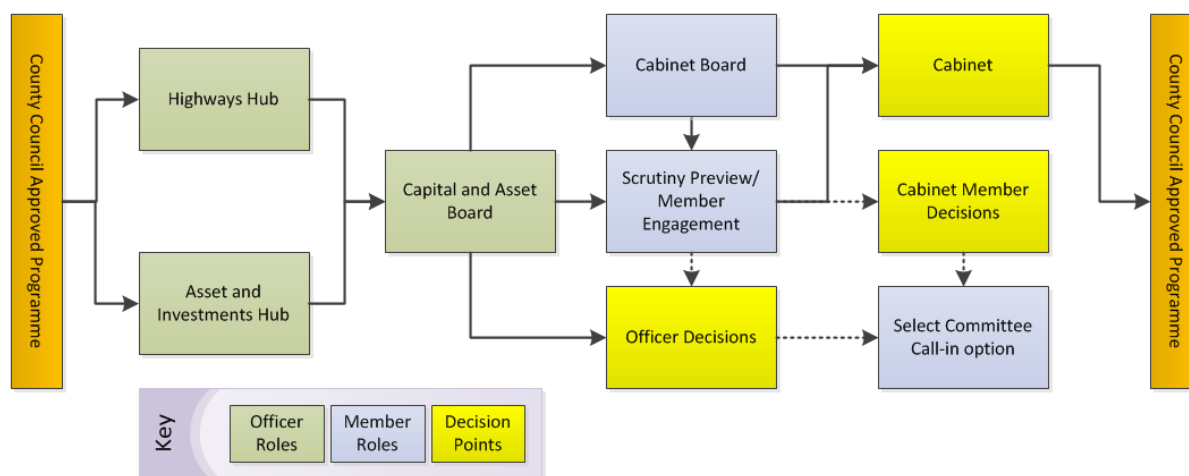 County Council Approved Programme
Highways Hub
Asset and
Investments Hub
Capital and Asset
Board
Cabinet Board
Scrutiny Preview/
Member
Engagement
Officer Decisions
Cabinet
Cabinet Member
Decisions
Select Committee
Call-in option
County Council Approved Programme
Key
Officer
Roles
Member
Roles
Decision
Points